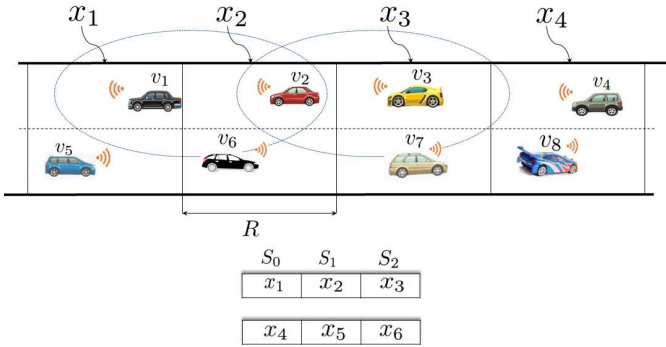 x1 x2 x3 x4
v1 v2 v3 v4
v5 v6 v7 v8
R
S0 S1 S2
x1 x2 x3
x4 x5 x6